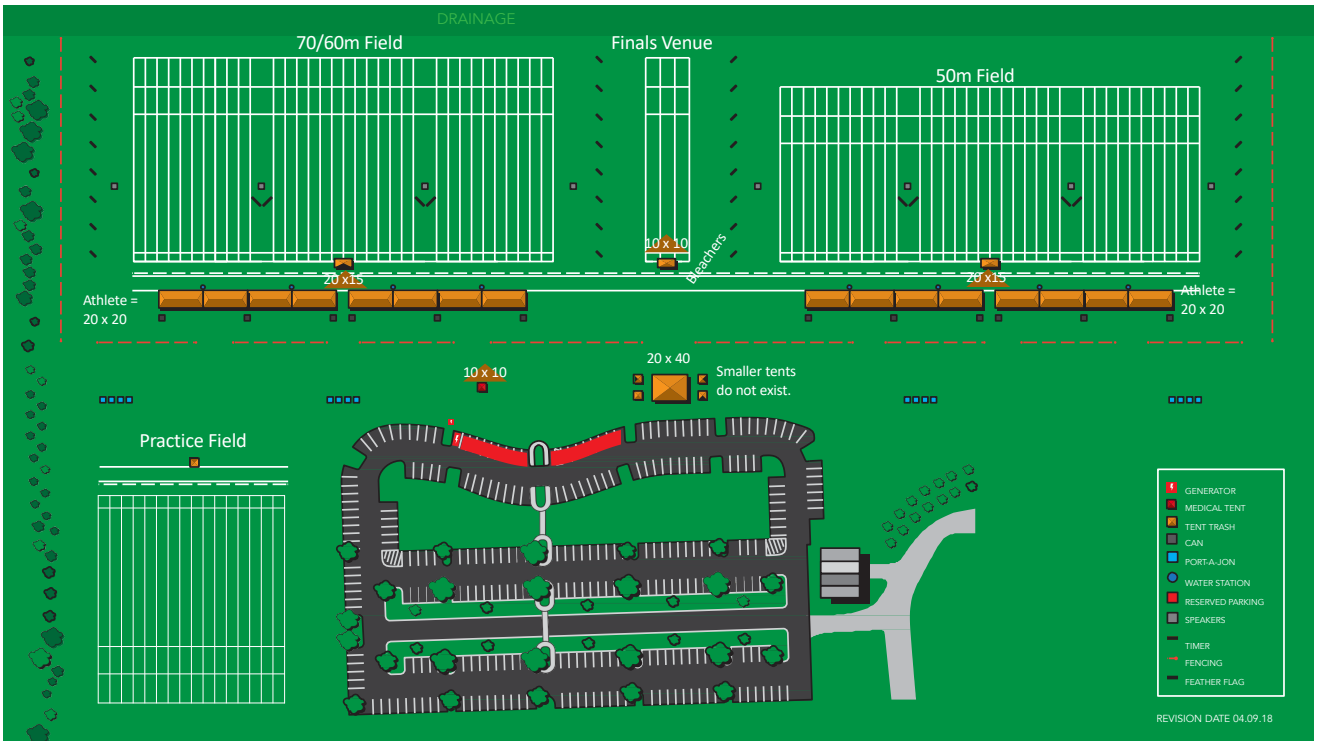 DRAINAGE
70/60m Field
Finals Venue
50m Field
10 x 10
Bleachers
20 x15
20 x15
Athlete =
20 x 20
Athlete =
20 x 20
10 x 10
20 x 40
Smaller tents
do not exist.
Practice Field
GENERATOR
MEDICAL TENT
TENT TRASH
CAN
PORT-A-JON
WATER STATION
RESERVED PARKING
SPEAKERS
TIMER
FENCING
FEATHER FLAG
REVISION DATE 04.09.18